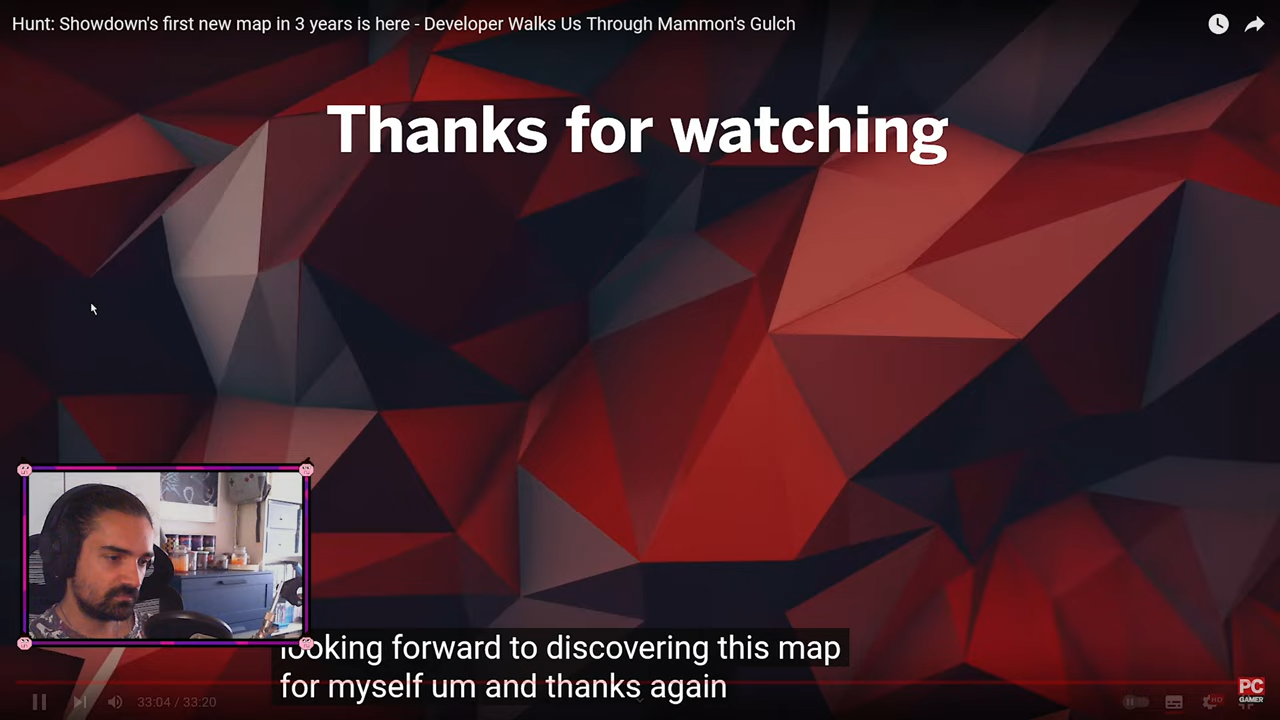 Hunt: Showdown's first new map in 3 years is here - Developer Walks Us Through Mammon's Gulch
Thanks for watching
looking forward to discovering this map
for myself um and thanks again
33:04 / 33:20
HD
PC
GAMER